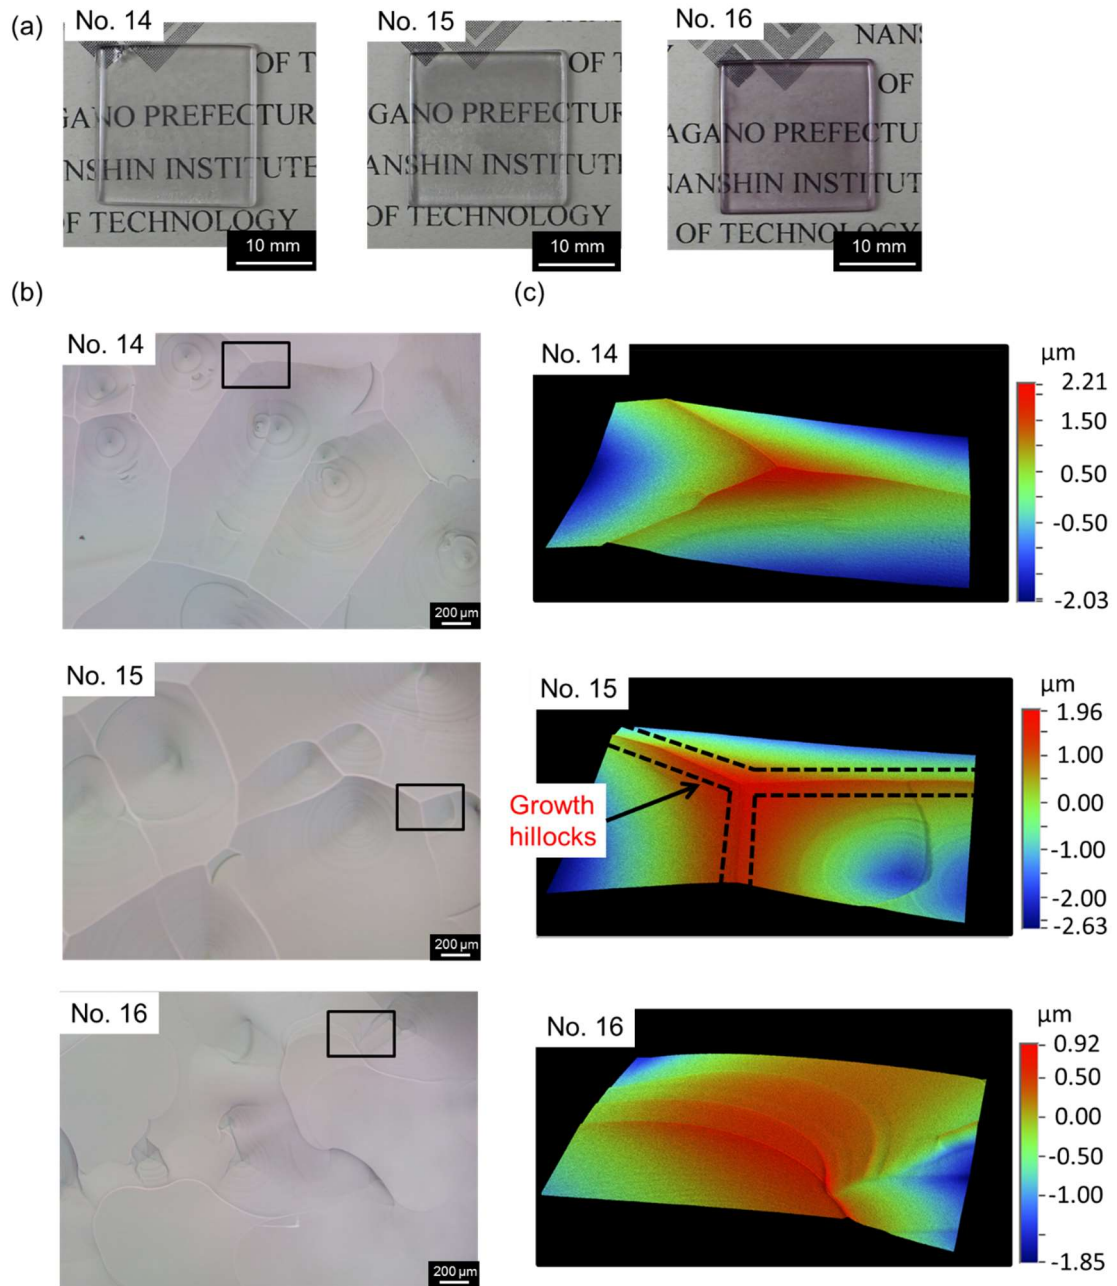 (a)
No. 14
No. 15
No. 16
OF T
GANO PREFECTUR
NSHIN INSTITUTE
OF TECHNOLOGY
10 mm
OF T
GANO PREFECTUR
ANSHIN INSTITUTE
OF TECHNOLOGY
10 mm
NANS
OF
AGANO PREFECTU
NANSHIN INSTITUT
OF TECHNOLOGY
10 mm
(b)
No. 14
200 μm
No. 15
200 μm
No. 16
200 μm
(c)
No. 14
μm
2.21
1.50
0.50
-0.50
-2.03
No. 15
Growth
hillocks
μm
1.96
1.00
0.00
-1.00
-2.00
-2.63
No. 16
μm
0.92
0.50
0.00
-0.50
-1.00
-1.85